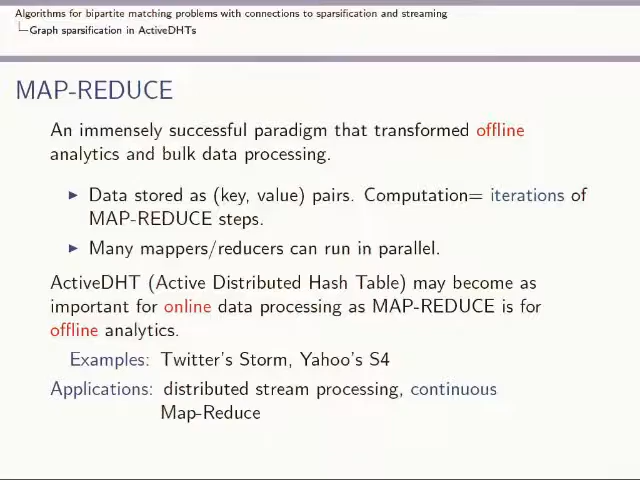 Algorithms for bipartite matching problems with connections to sparsification and streaming
Graph sparsification in ActiveDHTs
MAP-REDUCE
An immensely successful paradigm that transformed offline
analytics and bulk data processing.
Data stored as (key, value) pairs. Computation= iterations of
MAP-REDUCE steps.
Many mappers/reducers can run in parallel.
ActiveDHT (Active Distributed Hash Table) may become as
important for online data processing as MAP-REDUCE is for
offline analytics.
Examples: Twitter's Storm, Yahoo's S4
Applications: distributed stream processing, continuous
Map-Reduce